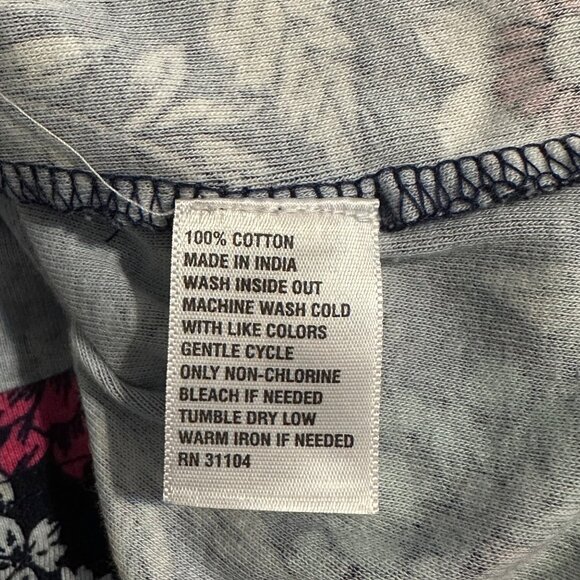 100% COTTON
MADE IN INDIA
WASH INSIDE OUT
MACHINE WASH COLD
WITH LIKE COLORS
GENTLE CYCLE
ONLY NON-CHLORINE
BLEACH IF NEEDED
TUMBLE DRY LOW
WARM IRON IF NEEDED
RN 31104